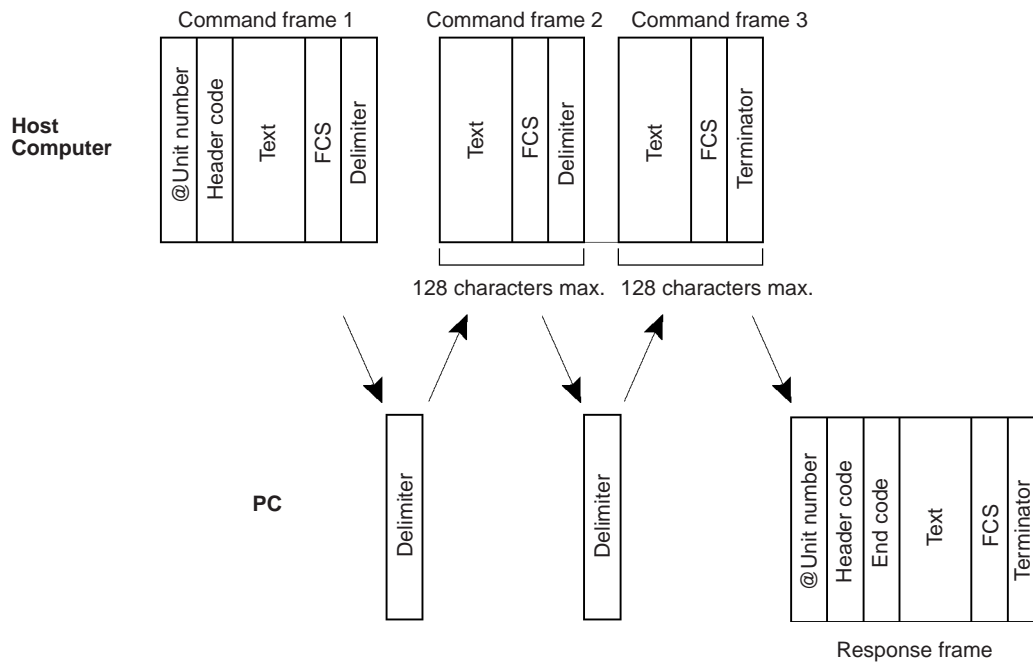 Command frame 1
Command frame 2
Command frame 3
Host
Computer
@Unit number
Header code
Text
FCS
Delimiter
Text
FCS
Delimiter
Text
FCS
Terminator
128 characters max.
128 characters max.
PC
Delimiter
Delimiter
@Unit number
Header code
End code
Text
FCS
Terminator
Response frame